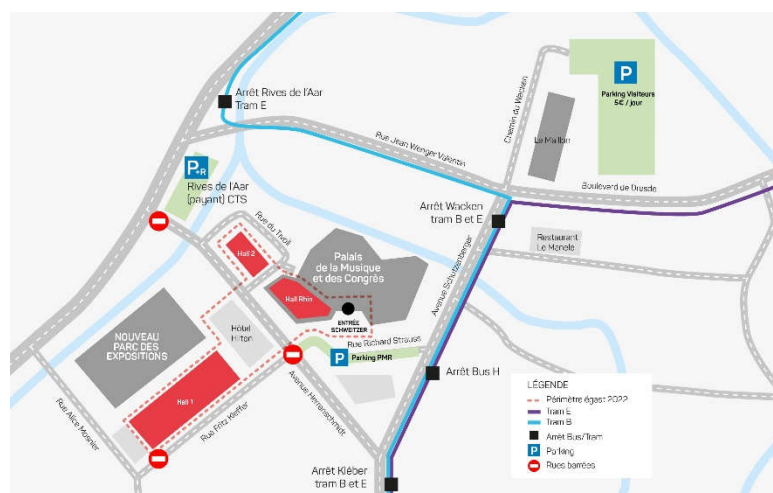 Arrêt Rives de l'Aar
Tram E
P
Parking Visiteurs
5€ / jour
Chemin du Wacken
Le Maillon
Rue Jean Wenger Valentin
P+R
Rives de l'Aar
(payant) CTS
Boulevard de Dresde
Arrêt Wacken
tram B et E
Rue du Tivoli
Restaurant
Le Manele
Hall 2
Palais
de la Musique
et des Congrès
Avenue Schutzenberger
Hall Rhin
ENTRÉE
SCHWEITZER
NOUVEAU
PARC DES
EXPOSITIONS
Hôtel
Hilton
Rue Richard Strauss
P
Parking PMR
Arrêt Bus H
Hall 1
Avenue Herrenschmidt
Rue Alice Mosnier
Rue Fritz Kieffer
Arrêt Kléber
tram B et E
LÉGENDE
Périmètre égast 2022
Tram E
Tram B
Arrêt Bus/Tram
P Parking
Rues barrées